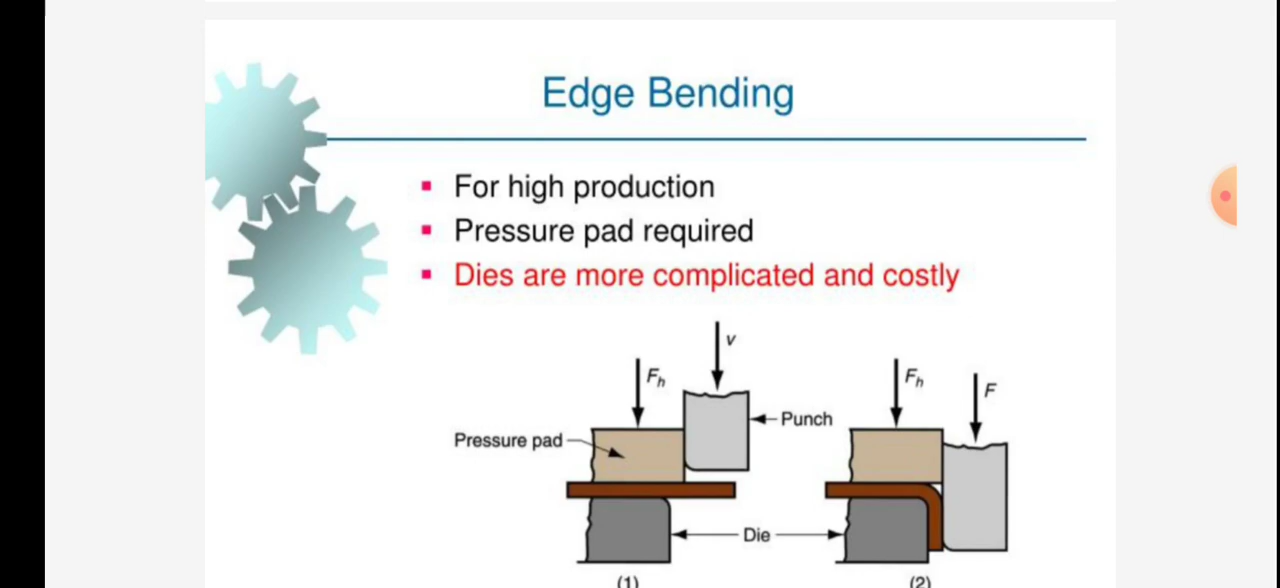 Edge Bending
For high production
Pressure pad required
Dies are more complicated and costly
v
Fh
Fh
F
Punch
Pressure pad
Die
(1)
(2)